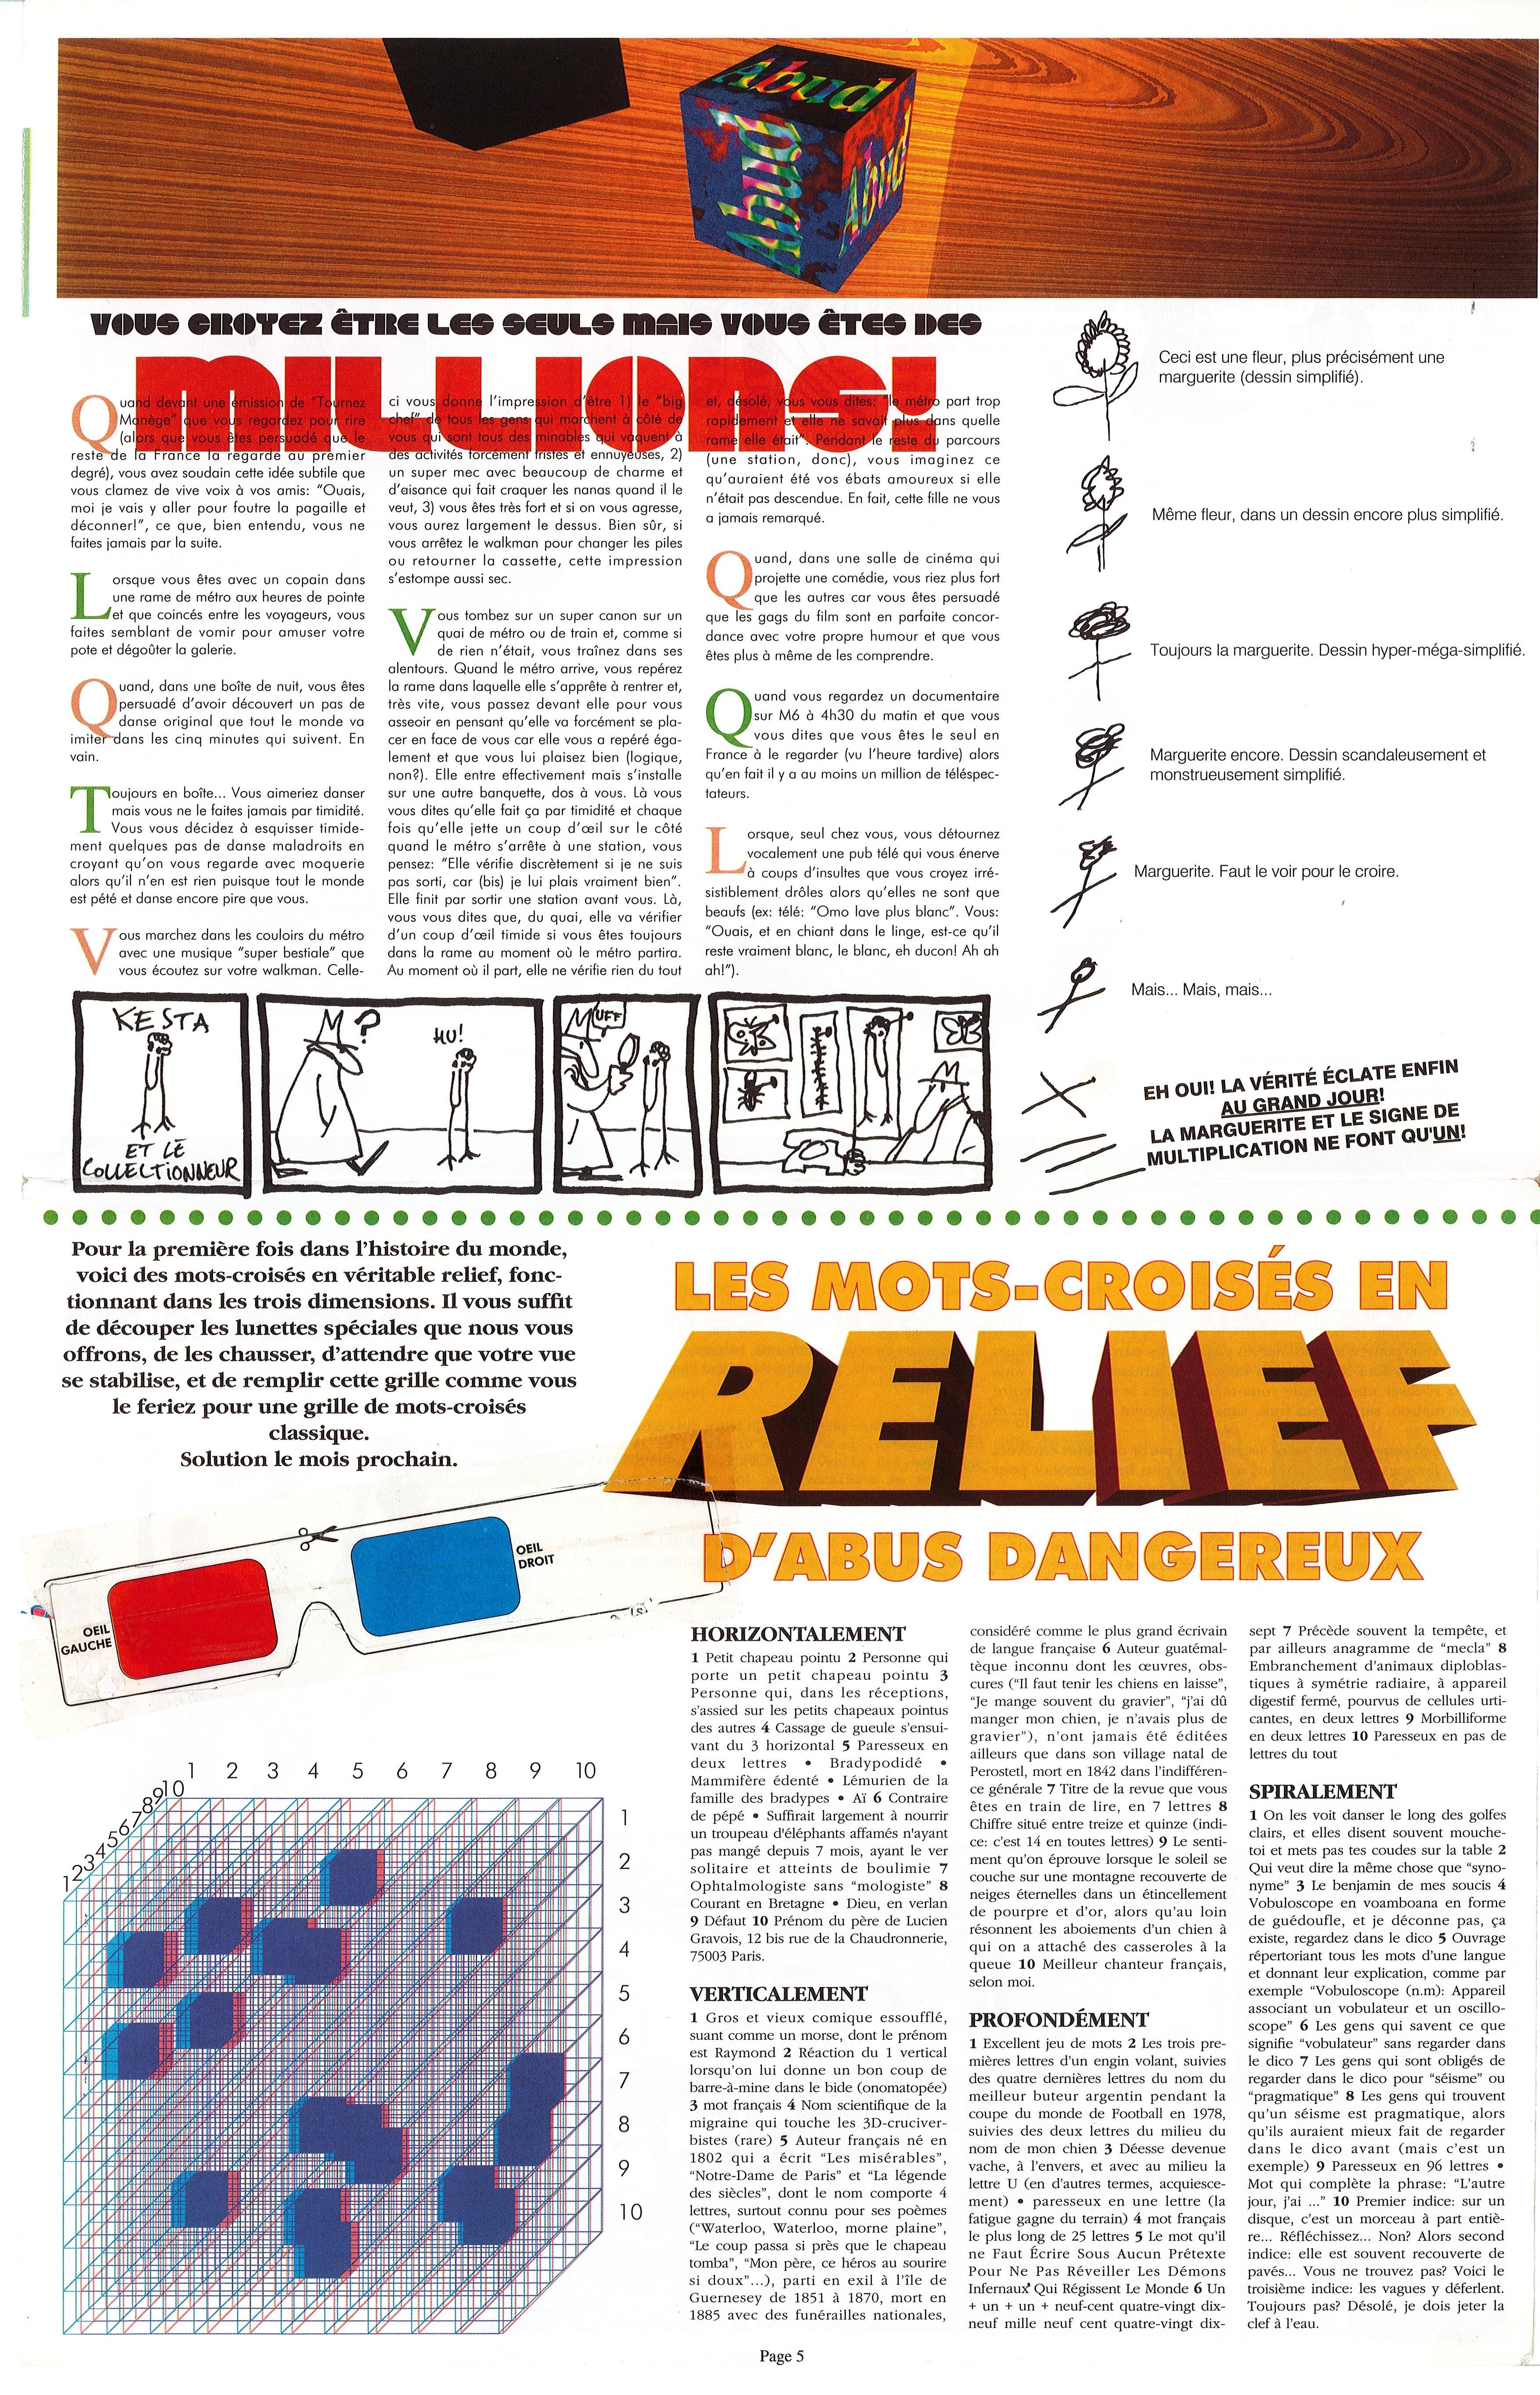 Abud
Abud
Abud
VOUS CROYEZ ÊTRE LES SEULS MAIS VOUS ÊTES DES
MILLIONS!
Quand devant une émission de "Tournez
Manège" que vous regardez pour rire
(alors que vous êtes persuadé que le
reste de la France la regarde au premier
degré), vous avez soudain cette idée subtile que
vous clamez de vive voix à vos amis: "Ouais,
moi je vais y aller pour foutre la pagaille et
déconner!", ce que, bien entendu, vous ne
faites jamais par la suite.
Lorsque vous êtes avec un copain dans
une rame de métro aux heures de pointe
et que coincés entre les voyageurs, vous
faites semblant de vomir pour amuser votre
pote et dégoûter la galerie.
Quand, dans une boîte de nuit, vous êtes
persuadé d'avoir découvert un pas de
danse original que tout le monde va
imiter dans les cinq minutes qui suivent. En
vain.
Toujours en boîte... Vous aimeriez danser
mais vous ne le faites jamais par timidité.
Vous vous décidez à esquisser timide-
ment quelques pas de danse maladroits en
croyant qu'on vous regarde avec moquerie
alors qu'il n'en est rien puisque tout le monde
est pété et danse encore pire que vous.
Vous marchez dans les couloirs du métro
avec une musique "super bestiale" que
vous écoutez sur votre walkman. Celle-
ci vous donne l'impression d'être 1) le "big
chef" de tous les gens qui marchent à côté de
vous qui sont tous des minables qui vaquent à
des activités forcément tristes et ennuyeuses, 2)
un super mec avec beaucoup de charme et
d'aisance qui fait craquer les nanas quand il le
veut, 3) vous êtes très fort et si on vous agresse,
vous aurez largement le dessus. Bien sûr, si
vous arrêtez le walkman pour changer les piles
ou retourner la cassette, cette impression
s'estompe aussi sec.
Vous tombez sur un super canon sur un
quai de métro ou de train et, comme si
de rien n'était, vous traînez dans ses
alentours. Quand le métro arrive, vous repérez
la rame dans laquelle elle s'apprête à rentrer et,
très vite, vous passez devant elle pour vous
asseoir en pensant qu'elle va forcément se pla-
cer en face de vous car elle vous a repéré éga-
lement et que vous lui plaisez bien (logique,
non?). Elle entre effectivement mais s'installe
sur une autre banquette, dos à vous. Là vous
vous dites qu'elle fait ça par timidité et chaque
fois qu'elle jette un coup d'œil sur le côté
quand le métro s'arrête à une station, vous
pensez: "Elle vérifie discrètement si je ne suis
pas sorti, car (bis) je lui plais vraiment bien".
Elle finit par sortir une station avant vous. Là,
vous vous dites que, du quai, elle va vérifier
d'un coup d'œil timide si vous êtes toujours
dans la rame au moment où le métro partira.
Au moment où il part, elle ne vérifie rien du tout
et, désolé, vous vous dites: "le métro part trop
rapidement et elle ne savait plus dans quelle
rame elle était". Pendant le reste du parcours
(une station, donc), vous imaginez ce
qu'auraient été vos ébats amoureux si elle
n'était pas descendue. En fait, cette fille ne vous
a jamais remarqué.
Quand, dans une salle de cinéma qui
projette une comédie, vous riez plus fort
que les autres car vous êtes persuadé
que les gags du film sont en parfaite concor-
dance avec votre propre humour et que vous
êtes plus à même de les comprendre.
Quand vous regardez un documentaire
sur M6 à 4h30 du matin et que vous
vous dites que vous êtes le seul en
France à le regarder (vu l'heure tardive) alors
qu'en fait il y a au moins un million de téléspec-
tateurs.
Lorsque, seul chez vous, vous détournez
vocalement une pub télé qui vous énerve
à coups d'insultes que vous croyez irré-
sistiblement drôles alors qu'elles ne sont que
beaufs (ex: télé: "Omo lave plus blanc". Vous:
"Ouais, et en chiant dans le linge, est-ce qu'il
reste vraiment blanc, le blanc, eh ducon! Ah ah
ah!").
Ceci est une fleur, plus précisément une
marguerite (dessin simplifié).
Même fleur, dans un dessin encore plus simplifié.
Toujours la marguerite. Dessin hyper-méga-simplifié.
Marguerite encore. Dessin scandaleusement et
monstrueusement simplifié.
Marguerite. Faut le voir pour le croire.
Mais... Mais, mais...
EH OUI! LA VÉRITÉ ÉCLATE ENFIN
AU GRAND JOUR!
LA MARGUERITE ET LE SIGNE DE
MULTIPLICATION NE FONT QU'UN!
KESTA
ET LE
COLLECTIONNEUR
?
HU!
UFF
Pour la première fois dans l'histoire du monde,
voici des mots-croisés en véritable relief, fonc-
tionnant dans les trois dimensions. Il vous suffit
de découper les lunettes spéciales que nous vous
offrons, de les chausser, d'attendre que votre vue
se stabilise, et de remplir cette grille comme vous
le feriez pour une grille de mots-croisés
classique.
Solution le mois prochain.
LES MOTS-CROISÉS EN
RELIEF
D'ABUS DANGEREUX
OEIL
GAUCHE
OEIL
DROIT
1 2 3 4 5 6 7 8 9 10
1 2 3 4 5 6 7 8 9 10
1
2
3
4
5
6
7
8
9
10
HORIZONTALEMENT
1 Petit chapeau pointu 2 Personne qui
porte un petit chapeau pointu 3
Personne qui, dans les réceptions,
s'assied sur les petits chapeaux pointus
des autres 4 Cassage de gueule s'ensui-
vant du 3 horizontal 5 Paresseux en
deux lettres • Bradypodidé •
Mammifère édenté • Lémurien de la
famille des bradypes • Aï 6 Contraire
de pépé • Suffirait largement à nourrir
un troupeau d'éléphants affamés n'ayant
pas mangé depuis 7 mois, ayant le ver
solitaire et atteints de boulimie 7
Ophtalmologiste sans "mologiste" 8
Courant en Bretagne • Dieu, en verlan
9 Défaut 10 Prénom du père de Lucien
Gravois, 12 bis rue de la Chaudronnerie,
75003 Paris.
VERTICALEMENT
1 Gros et vieux comique essoufflé,
suant comme un morse, dont le prénom
est Raymond 2 Réaction du 1 vertical
lorsqu'on lui donne un bon coup de
barre-à-mine dans le bide (onomatopée)
3 mot français 4 Nom scientifique de la
migraine qui touche les 3D-cruciver-
bistes (rare) 5 Auteur français né en
1802 qui a écrit "Les misérables",
"Notre-Dame de Paris" et "La légende
des siècles", dont le nom comporte 4
lettres, surtout connu pour ses poèmes
("Waterloo, Waterloo, morne plaine",
"Le coup passa si près que le chapeau
tomba", "Mon père, ce héros au sourire
si doux"...), parti en exil à l'île de
Guernesey de 1851 à 1870, mort en
1885 avec des funérailles nationales,
considéré comme le plus grand écrivain
de langue française 6 Auteur guatémal-
tèque inconnu dont les œuvres, obs-
cures ("Il faut tenir les chiens en laisse",
"Je mange souvent du gravier", "j'ai dû
manger mon chien, je n'avais plus de
gravier"), n'ont jamais été éditées
ailleurs que dans son village natal de
Perostetl, mort en 1842 dans l'indifféren-
ce générale 7 Titre de la revue que vous
êtes en train de lire, en 7 lettres 8
Chiffre situé entre treize et quinze (indi-
ce: c'est 14 en toutes lettres) 9 Le senti-
ment qu'on éprouve lorsque le soleil se
couche sur une montagne recouverte de
neiges éternelles dans un étincellement
de pourpre et d'or, alors qu'au loin
résonnent les aboiements d'un chien à
qui on a attaché des casseroles à la
queue 10 Meilleur chanteur français,
selon moi.
PROFONDÉMENT
1 Excellent jeu de mots 2 Les trois pre-
mières lettres d'un engin volant, suivies
des quatre dernières lettres du nom du
meilleur buteur argentin pendant la
coupe du monde de Football en 1978,
suivies des deux lettres du milieu du
nom de mon chien 3 Déesse devenue
vache, à l'envers, et avec au milieu la
lettre U (en d'autres termes, acquiesce-
ment) • paresseux en une lettre (la
fatigue gagne du terrain) 4 mot français
le plus long de 25 lettres 5 Le mot qu'il
ne Faut Écrire Sous Aucun Prétexte
Pour Ne Pas Réveiller Les Démons
Infernaux Qui Régissent Le Monde 6 Un
+ un + un + neuf-cent quatre-vingt dix-
neuf mille neuf cent quatre-vingt dix-
sept 7 Précède souvent la tempête, et
par ailleurs anagramme de "mecla" 8
Embranchement d'animaux diploblas-
tiques à symétrie radiaire, à appareil
digestif fermé, pourvus de cellules urti-
cantes, en deux lettres 9 Morbilliforme
en deux lettres 10 Paresseux en pas de
lettres du tout
SPIRALEMENT
1 On les voit danser le long des golfes
clairs, et elles disent souvent mouche-
toi et mets pas tes coudes sur la table 2
Qui veut dire la même chose que "syno-
nyme" 3 Le benjamin de mes soucis 4
Vobuloscope en voamboana en forme
de guédoufle, et je déconne pas, ça
existe, regardez dans le dico 5 Ouvrage
répertoriant tous les mots d'une langue
et donnant leur explication, comme par
exemple "Vobuloscope (n.m): Appareil
associant un vobulateur et un oscillo-
scope" 6 Les gens qui savent ce que
signifie "vobulateur" sans regarder dans
le dico 7 Les gens qui sont obligés de
regarder dans le dico pour "séisme" ou
"pragmatique" 8 Les gens qui trouvent
qu'un séisme est pragmatique, alors
qu'ils auraient mieux fait de regarder
dans le dico avant (mais c'est un
exemple) 9 Paresseux en 96 lettres •
Mot qui complète la phrase: "L'autre
jour, j'ai ..." 10 Premier indice: sur un
disque, c'est un morceau à part entiè-
re... Réfléchissez... Non? Alors second
indice: elle est souvent recouverte de
pavés... Vous ne trouvez pas? Voici le
troisième indice: les vagues y déferlent.
Toujours pas? Désolé, je dois jeter la
clef à l'eau.
Page 5